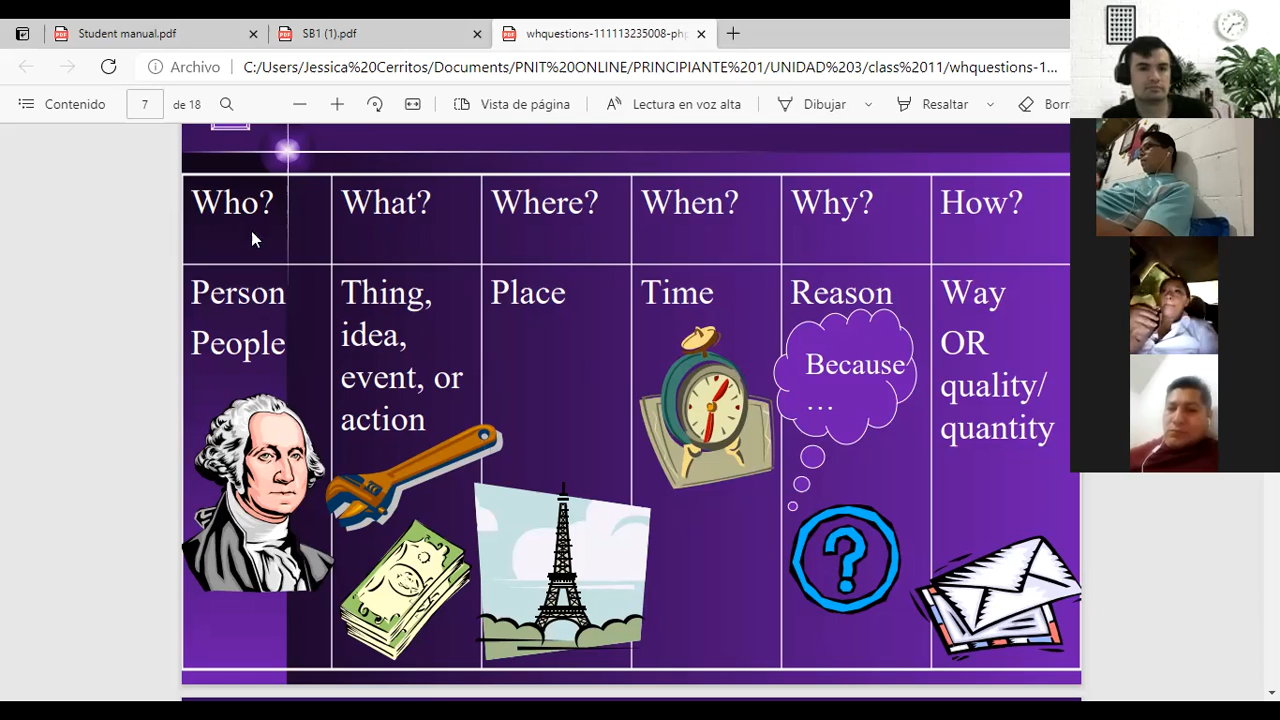 Student manual.pdf
SB1 (1).pdf
whquestions-111113235008-php
Archivo
C:/Users/Jessica%20Cerritos/Documents/PNIT%20ONLINE/PRINCIPIANTE%201/UNIDAD%203/class%2011/whquestions-1...
Contenido
7
de 18
Vista de página
Lectura en voz alta
Dibujar
Resaltar
Borr
Who?
What?
Where?
When?
Why?
How?
Person
People
Thing,
idea,
event, or
action
Place
Time
Reason
Because
...
Way
OR
quality/
quantity
?